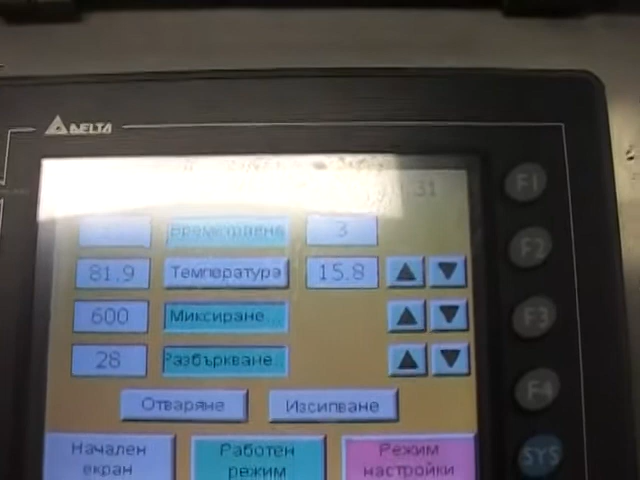 DELTA
31
F1
3
F2
81.9 Температура 15.8
600 Миксиране...
F3
28 Разбъркване...
F4
Отваряне Изсипване
Начален екран
Работен режим
Режим настройки
SYS